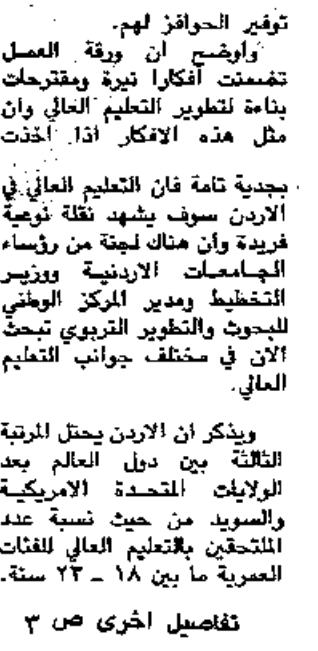 توفير الحوافز لهم.
واوضح ان ورقة العمل
تضمنت أفكارا نيرة ومقترحات
بناءة لتطوير التعليم العالي وان
مثل هذه الافكار اذا اخذت
بجدية تامة فان التعليم العالي في
الاردن سوف يشهد نقلة نوعية
فريدة وان هناك لجنة من رؤساء
الجامعات الاردنية ووزير
التخطيط ومدير المركز الوطني
للبحوث والتطوير التربوي تبحث
الان في مختلف جوانب التعليم
العالي.
ويذكر ان الاردن يحتل المرتبة
الثالثة بين دول العالم بعد
الولايات المتحدة الامريكية
والسويد من حيث نسبة عدد
الملتحقين بالتعليم العالي للفئات
العمرية ما بين ١٨ ـ ٢٣ سنة.
تفاصيل اخرى ص ٣